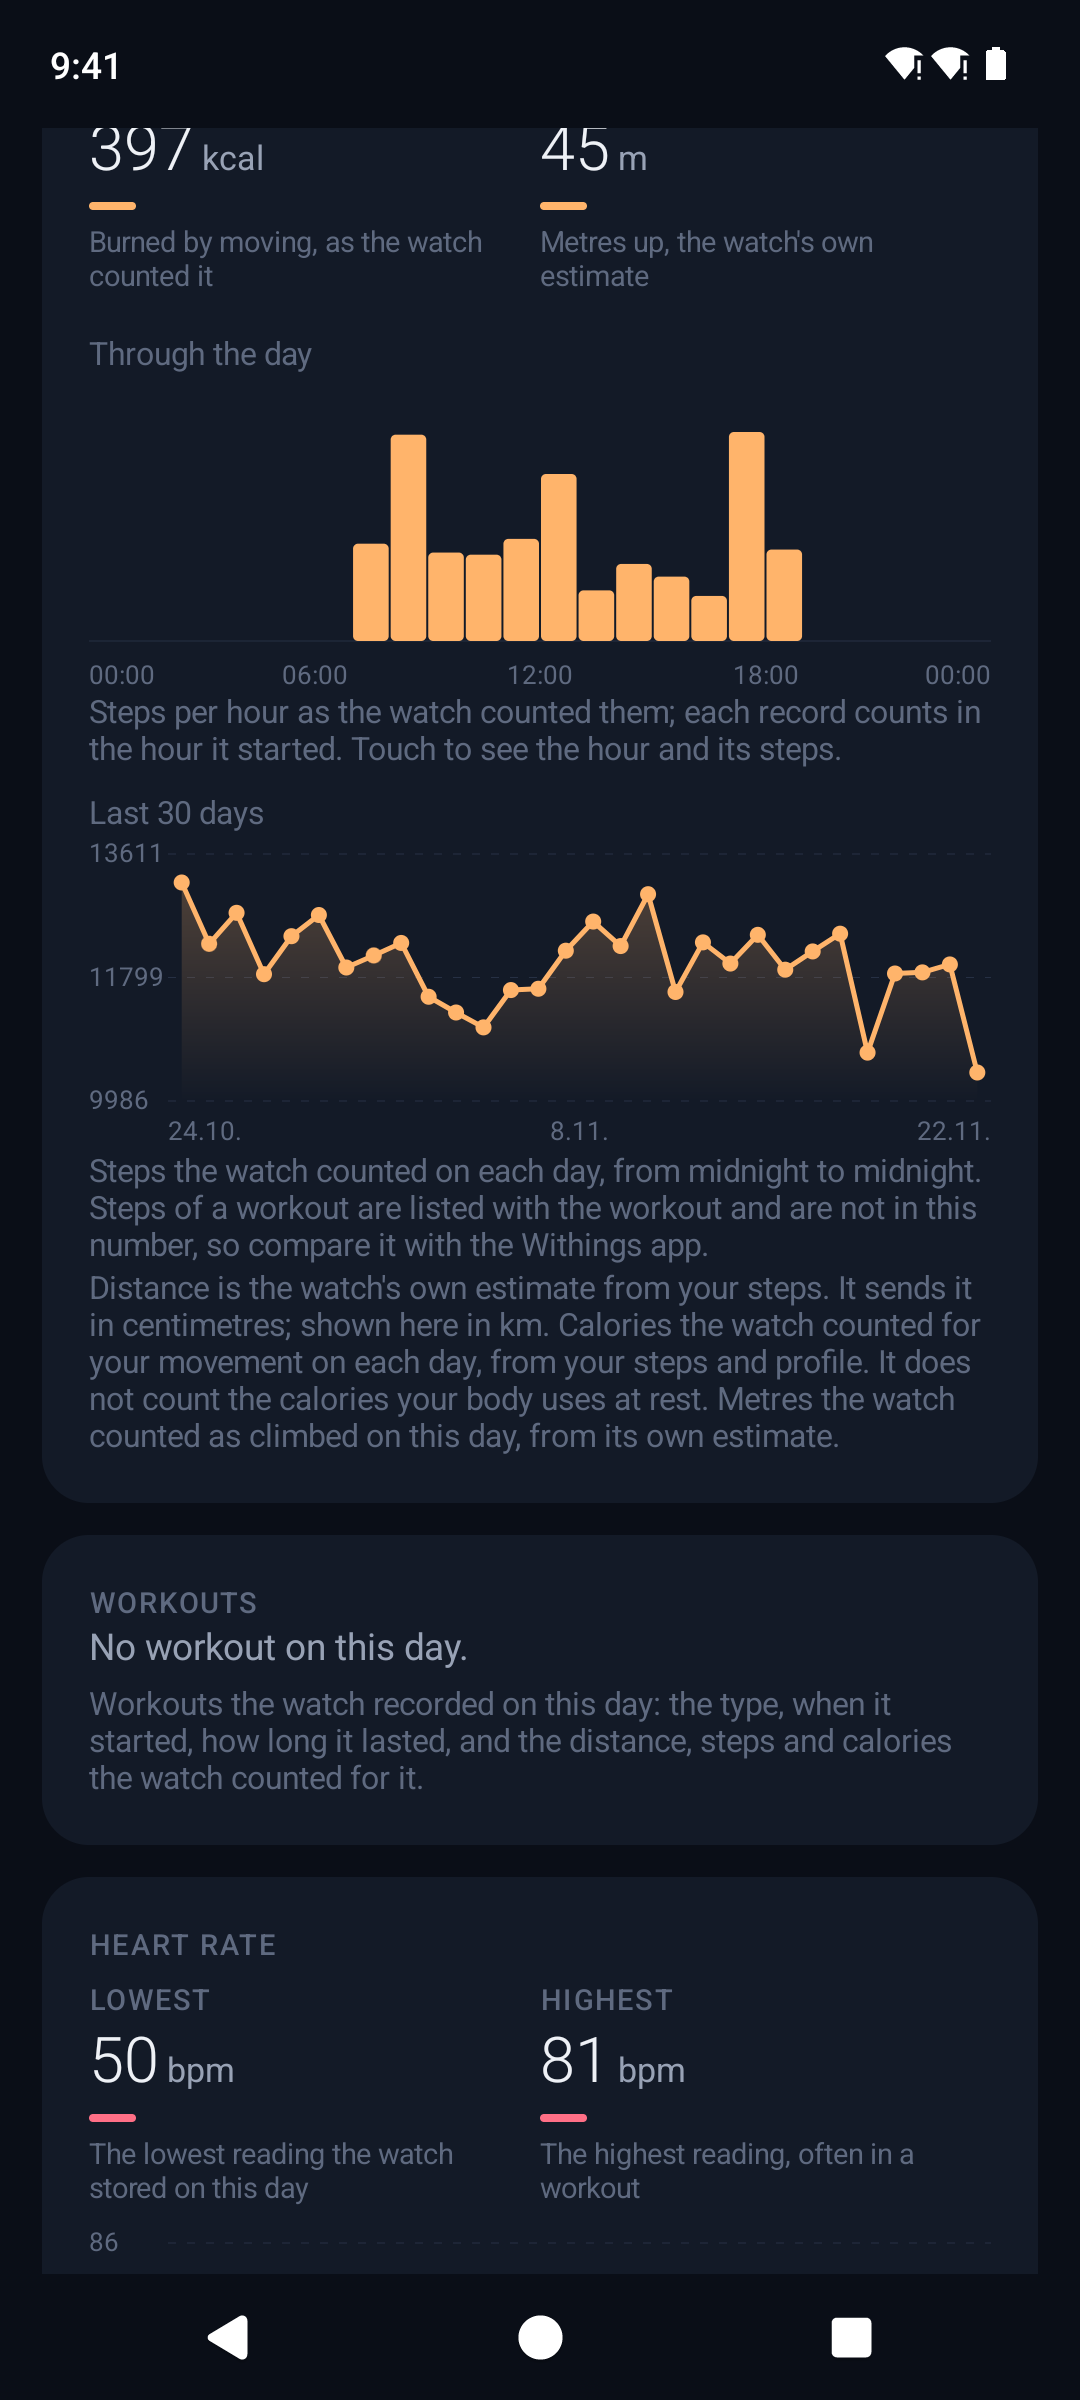 9:41
397 kcal
45 m
Burned by moving, as the watch
counted it
Metres up, the watch's own
estimate
Through the day
00:00 06:00 12:00 18:00 00:00
Steps per hour as the watch counted them; each record counts in
the hour it started. Touch to see the hour and its steps.
Last 30 days
13611
11799
9986
24.10. 8.11. 22.11.
Steps the watch counted on each day, from midnight to midnight.
Steps of a workout are listed with the workout and are not in this
number, so compare it with the Withings app.
Distance is the watch's own estimate from your steps. It sends it
in centimetres; shown here in km. Calories the watch counted for
your movement on each day, from your steps and profile. It does
not count the calories your body uses at rest. Metres the watch
counted as climbed on this day, from its own estimate.
WORKOUTS
No workout on this day.
Workouts the watch recorded on this day: the type, when it
started, how long it lasted, and the distance, steps and calories
the watch counted for it.
HEART RATE
LOWEST
50 bpm
The lowest reading the watch
stored on this day
HIGHEST
81 bpm
The highest reading, often in a
workout
86